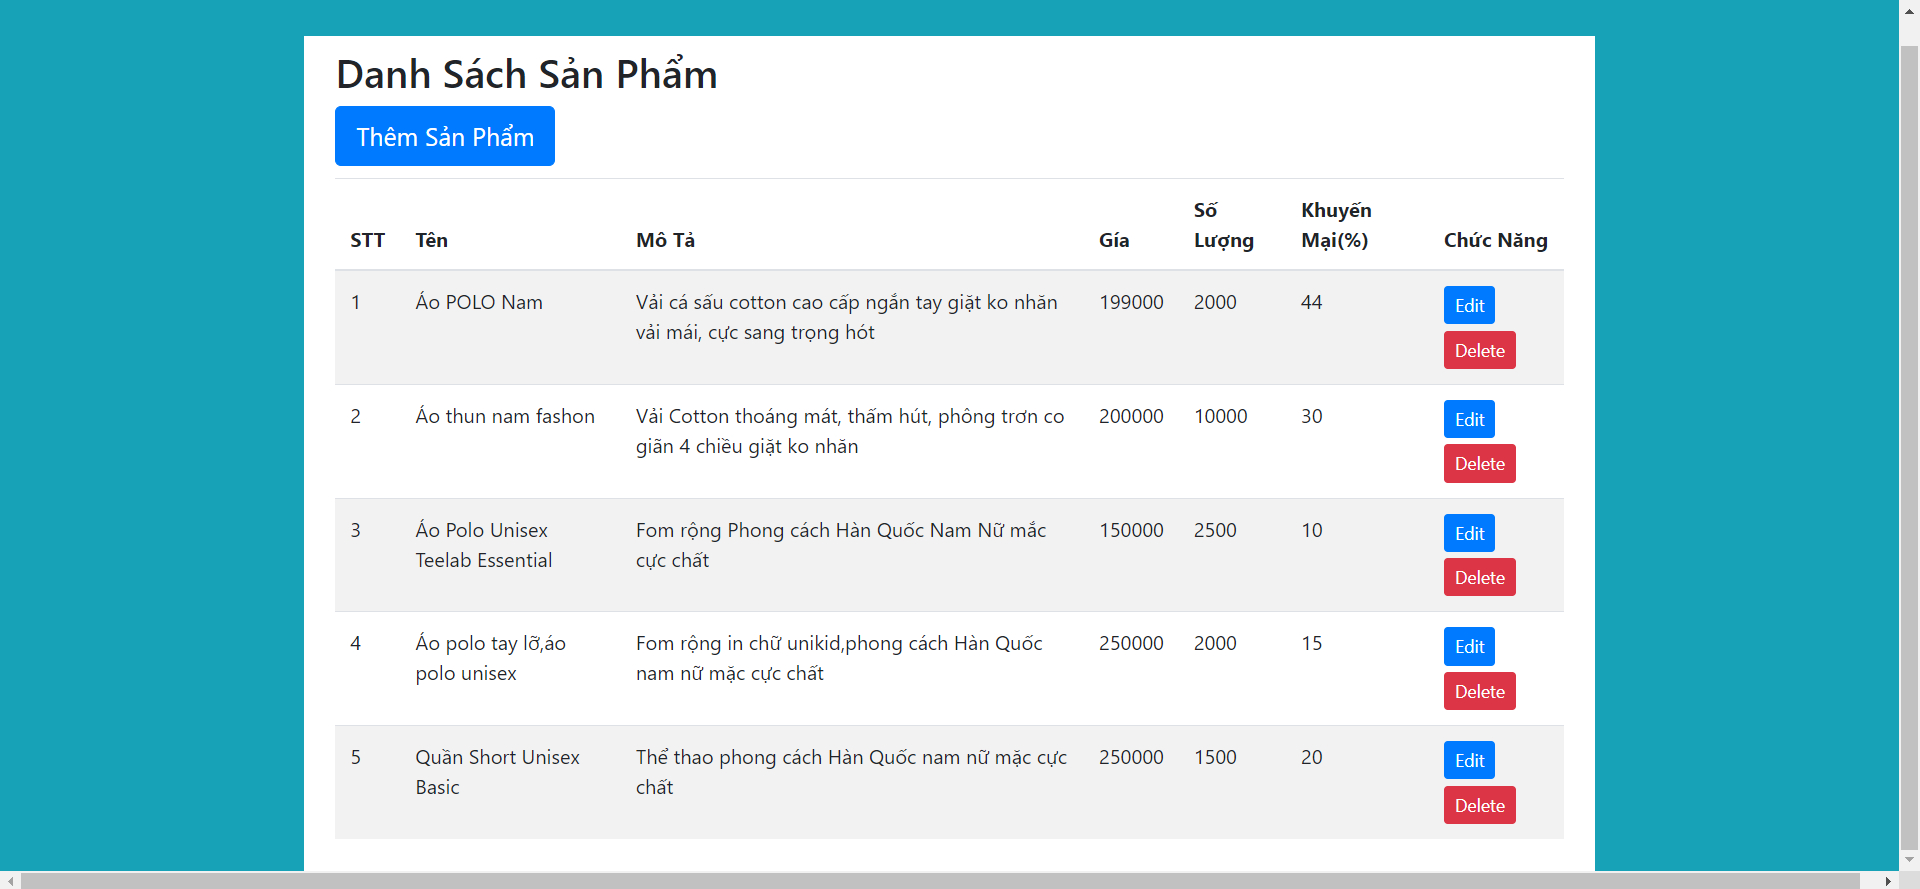 Danh Sách Sản Phẩm
Thêm Sản Phẩm
STT Tên Mô Tả Gía Số Lượng Khuyến Mại(%) Chức Năng
1 Áo POLO Nam Vải cá sấu cotton cao cấp ngắn tay giặt ko nhăn 199000 2000 44 Edit
vải mái, cực sang trọng hót
Delete
2 Áo thun nam fashon Vải Cotton thoáng mát, thấm hút, phông trơn co 200000 10000 30 Edit
giãn 4 chiều giặt ko nhăn
Delete
3 Áo Polo Unisex Fom rộng Phong cách Hàn Quốc Nam Nữ mắc 150000 2500 10 Edit
Teelab Essential cực chất
Delete
4 Áo polo tay lỡ,áo Fom rộng in chữ unikid,phong cách Hàn Quốc 250000 2000 15 Edit
polo unisex nam nữ mặc cực chất
Delete
5 Quần Short Unisex Thể thao phong cách Hàn Quốc nam nữ mặc cực 250000 1500 20 Edit
Basic chất
Delete